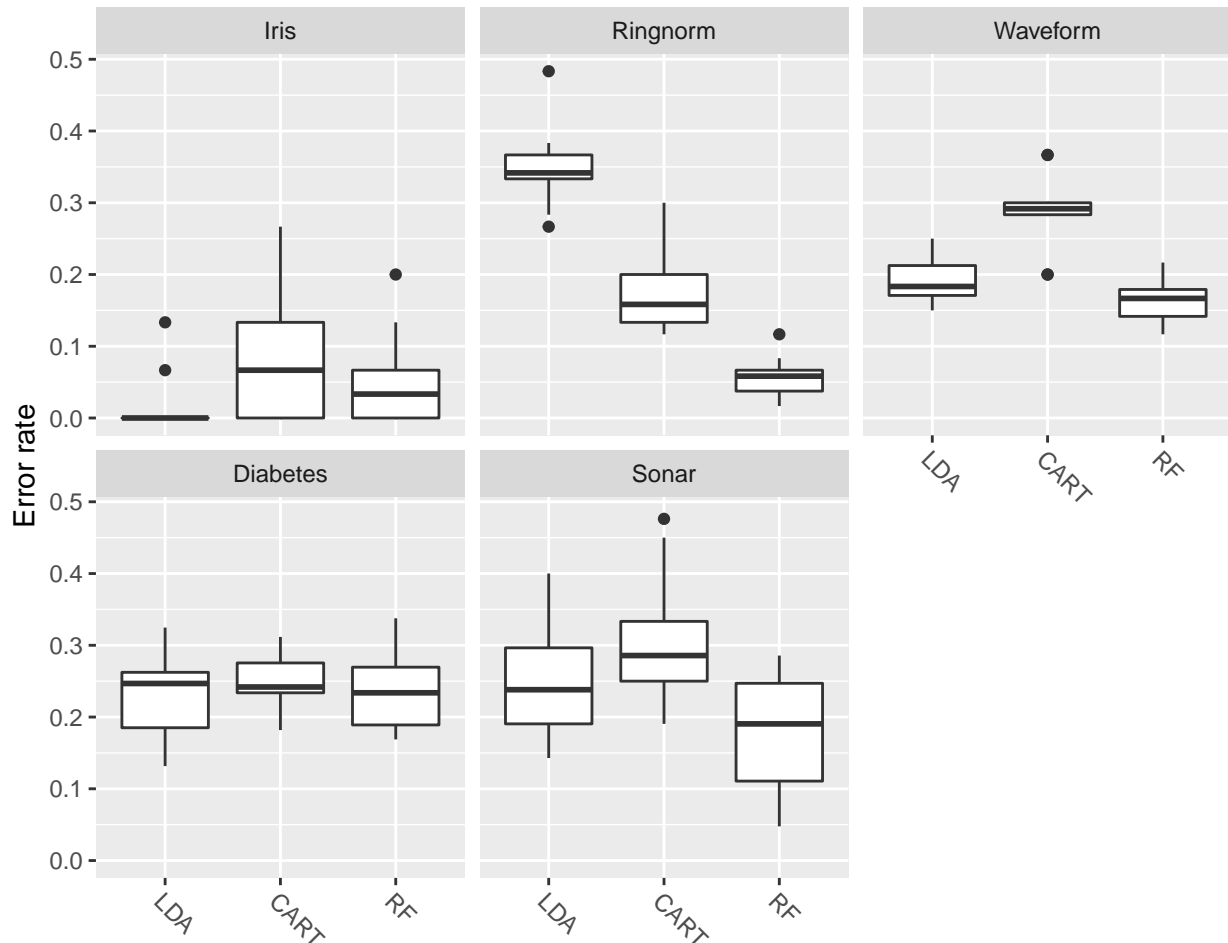 Iris
Ringnorm
Waveform
0.5
0.4
0.3
0.2
0.1
0.0
LDA
CART
RF
Error rate
Diabetes
Sonar
0.5
0.4
0.3
0.2
0.1
0.0
LDA
CART
RF
LDA
CART
RF